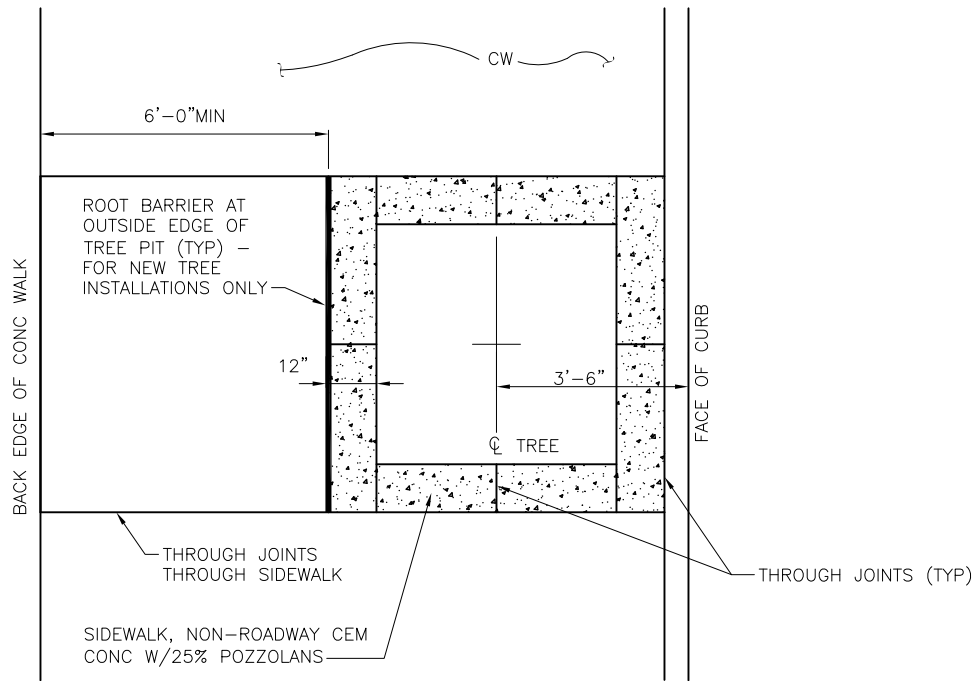 CW
6'-0"MIN
ROOT BARRIER AT
OUTSIDE EDGE OF
TREE PIT (TYP) –
FOR NEW TREE
INSTALLATIONS ONLY
BACK EDGE OF CONC WALK
12"
3'-6"
FACE OF CURB
℄ TREE
THROUGH JOINTS
THROUGH SIDEWALK
THROUGH JOINTS (TYP)
SIDEWALK, NON–ROADWAY CEM
CONC W/25% POZZOLANS